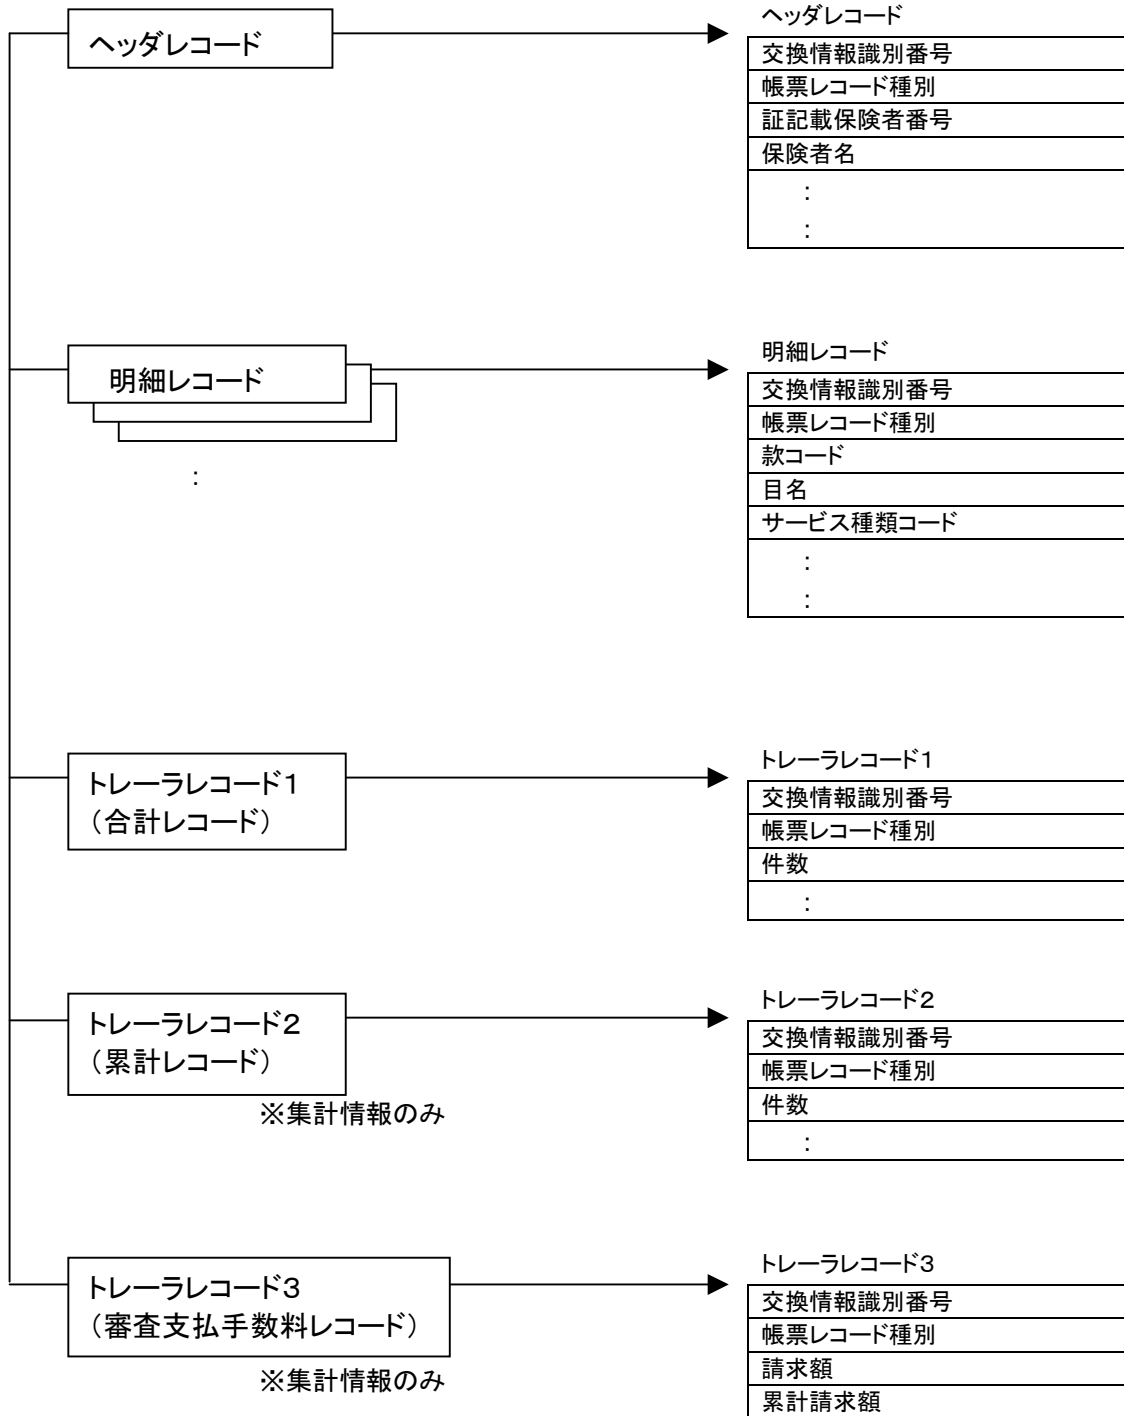 ヘッダレコード
ヘッダレコード
交換情報識別番号
帳票レコード種別
証記載保険者番号
保険者名
:
:
明細レコード
:
明細レコード
交換情報識別番号
帳票レコード種別
款コード
目名
サービス種類コード
:
:
トレーラレコード1
（合計レコード）
トレーラレコード1
交換情報識別番号
帳票レコード種別
件数
:
トレーラレコード2
（累計レコード）
※集計情報のみ
トレーラレコード2
交換情報識別番号
帳票レコード種別
件数
:
トレーラレコード3
（審査支払手数料レコード）
※集計情報のみ
トレーラレコード3
交換情報識別番号
帳票レコード種別
請求額
累計請求額